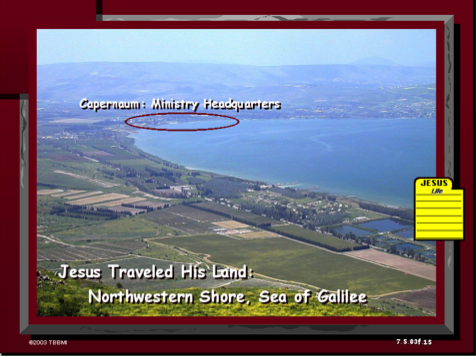 Capernaum: Ministry Headquarters
JESUS
Life
Jesus Traveled His Land:
Northwestern Shore, Sea of Galilee
©2003 TBBMI
7.5.03f.15